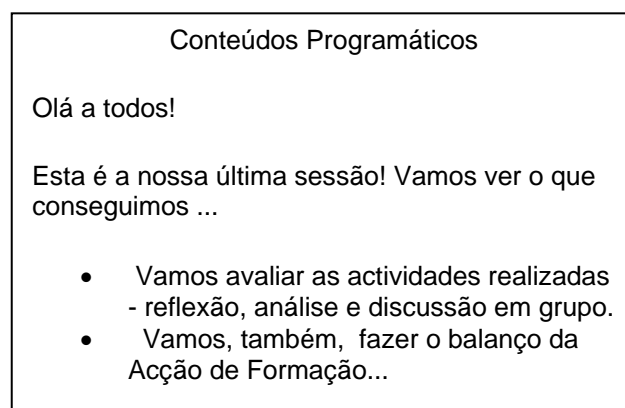 Conteúdos Programáticos
Olá a todos!
Esta é a nossa última sessão! Vamos ver o que
conseguimos ...
• Vamos avaliar as actividades realizadas
- reflexão, análise e discussão em grupo.
• Vamos, também, fazer o balanço da
Acção de Formação...